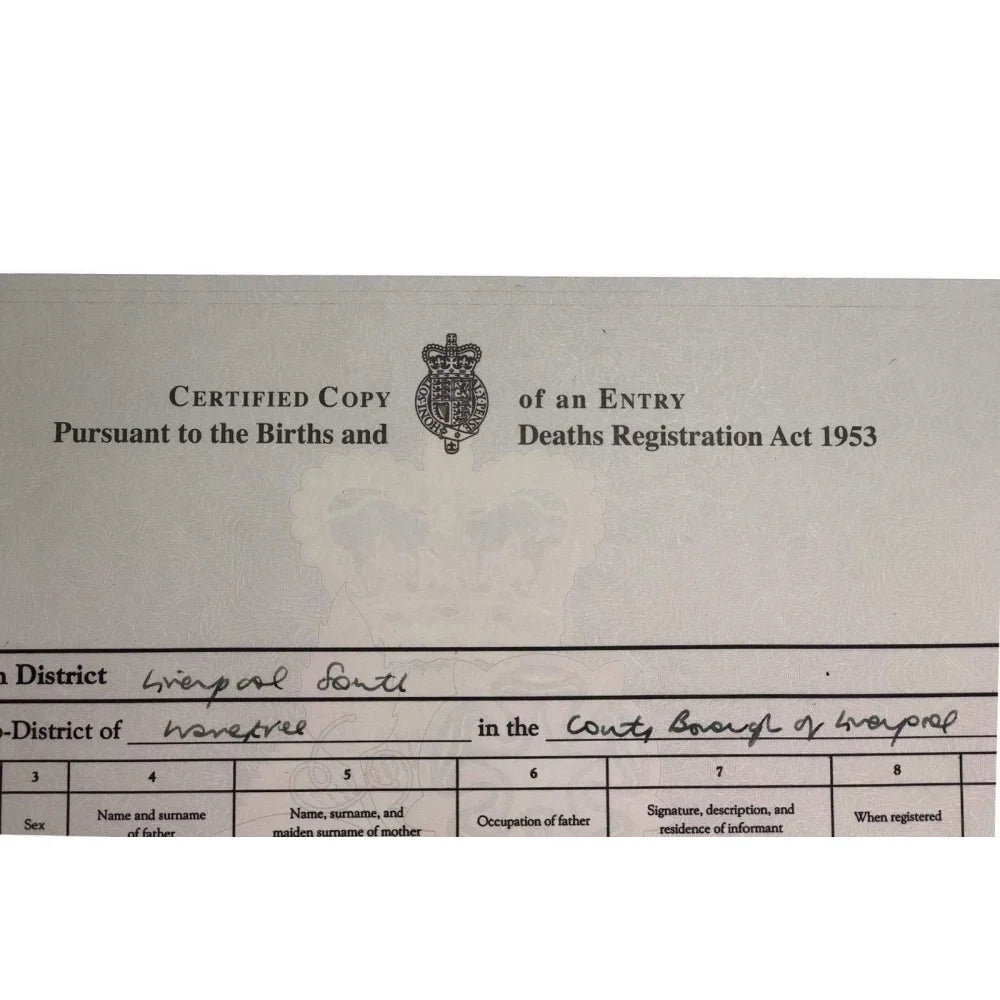 CERTIFIED COPY of an ENTRY
Pursuant to the Births and Deaths Registration Act 1953
District Liverpool South
-District of Wavertree in the County Borough of Liverpool
3 4 5 6 7 8
Sex Name and surname of father Name, surname, and maiden surname of mother Occupation of father Signature, description, and residence of informant When registered